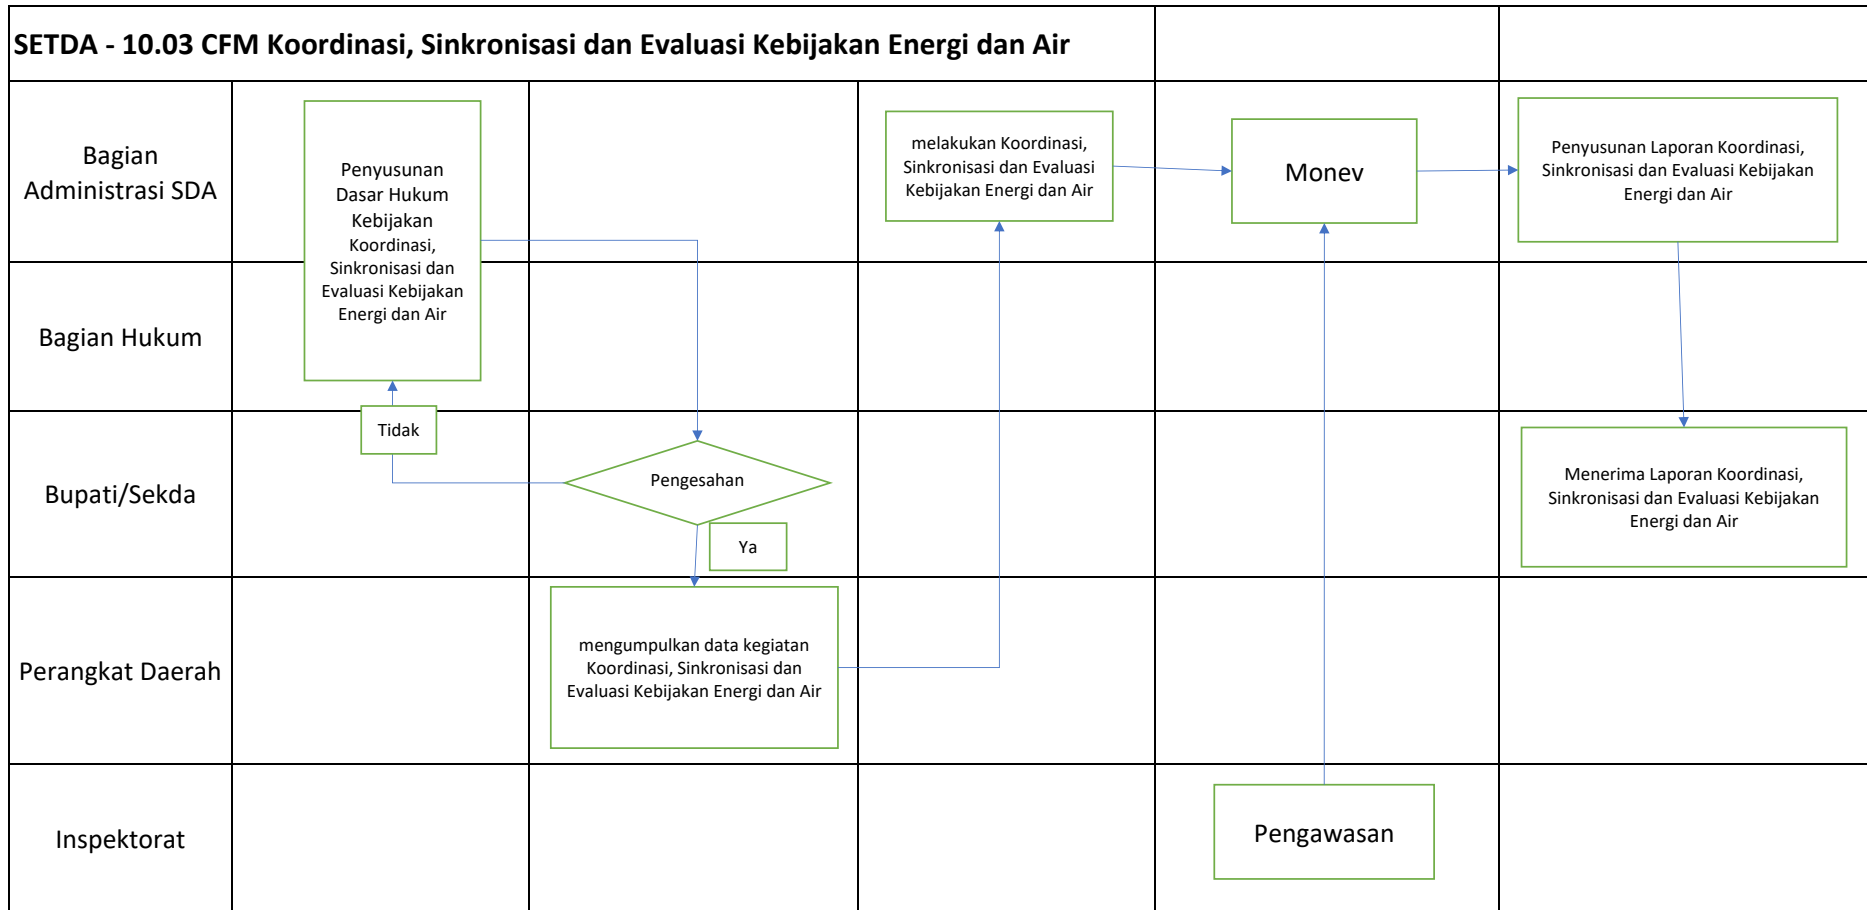 SETDA - 10.03 CFM Koordinasi, Sinkronisasi dan Evaluasi Kebijakan Energi dan Air
Bagian
Administrasi SDA
Penyusunan
Dasar Hukum
Kebijakan
Koordinasi,
Sinkronisasi dan
Evaluasi Kebijakan
Energi dan Air
melakukan Koordinasi,
Sinkronisasi dan Evaluasi
Kebijakan Energi dan Air
Monev
Penyusunan Laporan Koordinasi,
Sinkronisasi dan Evaluasi Kebijakan
Energi dan Air
Bagian Hukum
Tidak
Bupati/Sekda
Pengesahan
Ya
Menerima Laporan Koordinasi,
Sinkronisasi dan Evaluasi Kebijakan
Energi dan Air
Perangkat Daerah
mengumpulkan data kegiatan
Koordinasi, Sinkronisasi dan
Evaluasi Kebijakan Energi dan Air
Inspektorat
Pengawasan